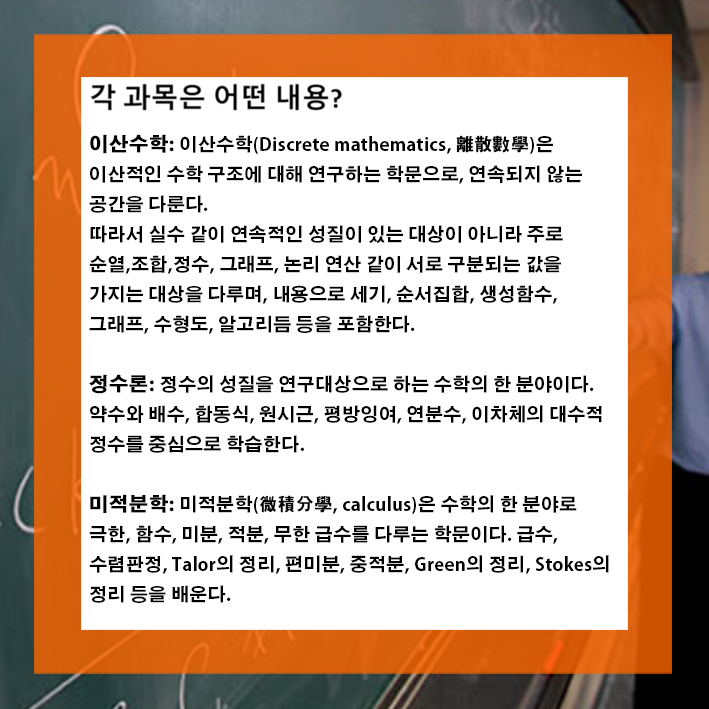 각 과목은 어떤 내용?
이산수학: 이산수학(Discrete mathematics, 離散數學)은
이산적인 수학 구조에 대해 연구하는 학문으로, 연속되지 않는
공간을 다룬다.
따라서 실수 같이 연속적인 성질이 있는 대상이 아니라 주로
순열,조합,정수, 그래프, 논리 연산 같이 서로 구분되는 값을
가지는 대상을 다루며, 내용으로 세기, 순서집합, 생성함수,
그래프, 수형도, 알고리듬 등을 포함한다.
정수론: 정수의 성질을 연구대상으로 하는 수학의 한 분야이다.
약수와 배수, 합동식, 원시근, 평방잉여, 연분수, 이차체의 대수적
정수를 중심으로 학습한다.
미적분학: 미적분학(微積分學, calculus)은 수학의 한 분야로
극한, 함수, 미분, 적분, 무한 급수를 다루는 학문이다. 급수,
수렴판정, Talor의 정리, 편미분, 중적분, Green의 정리, Stokes의
정리 등을 배운다.